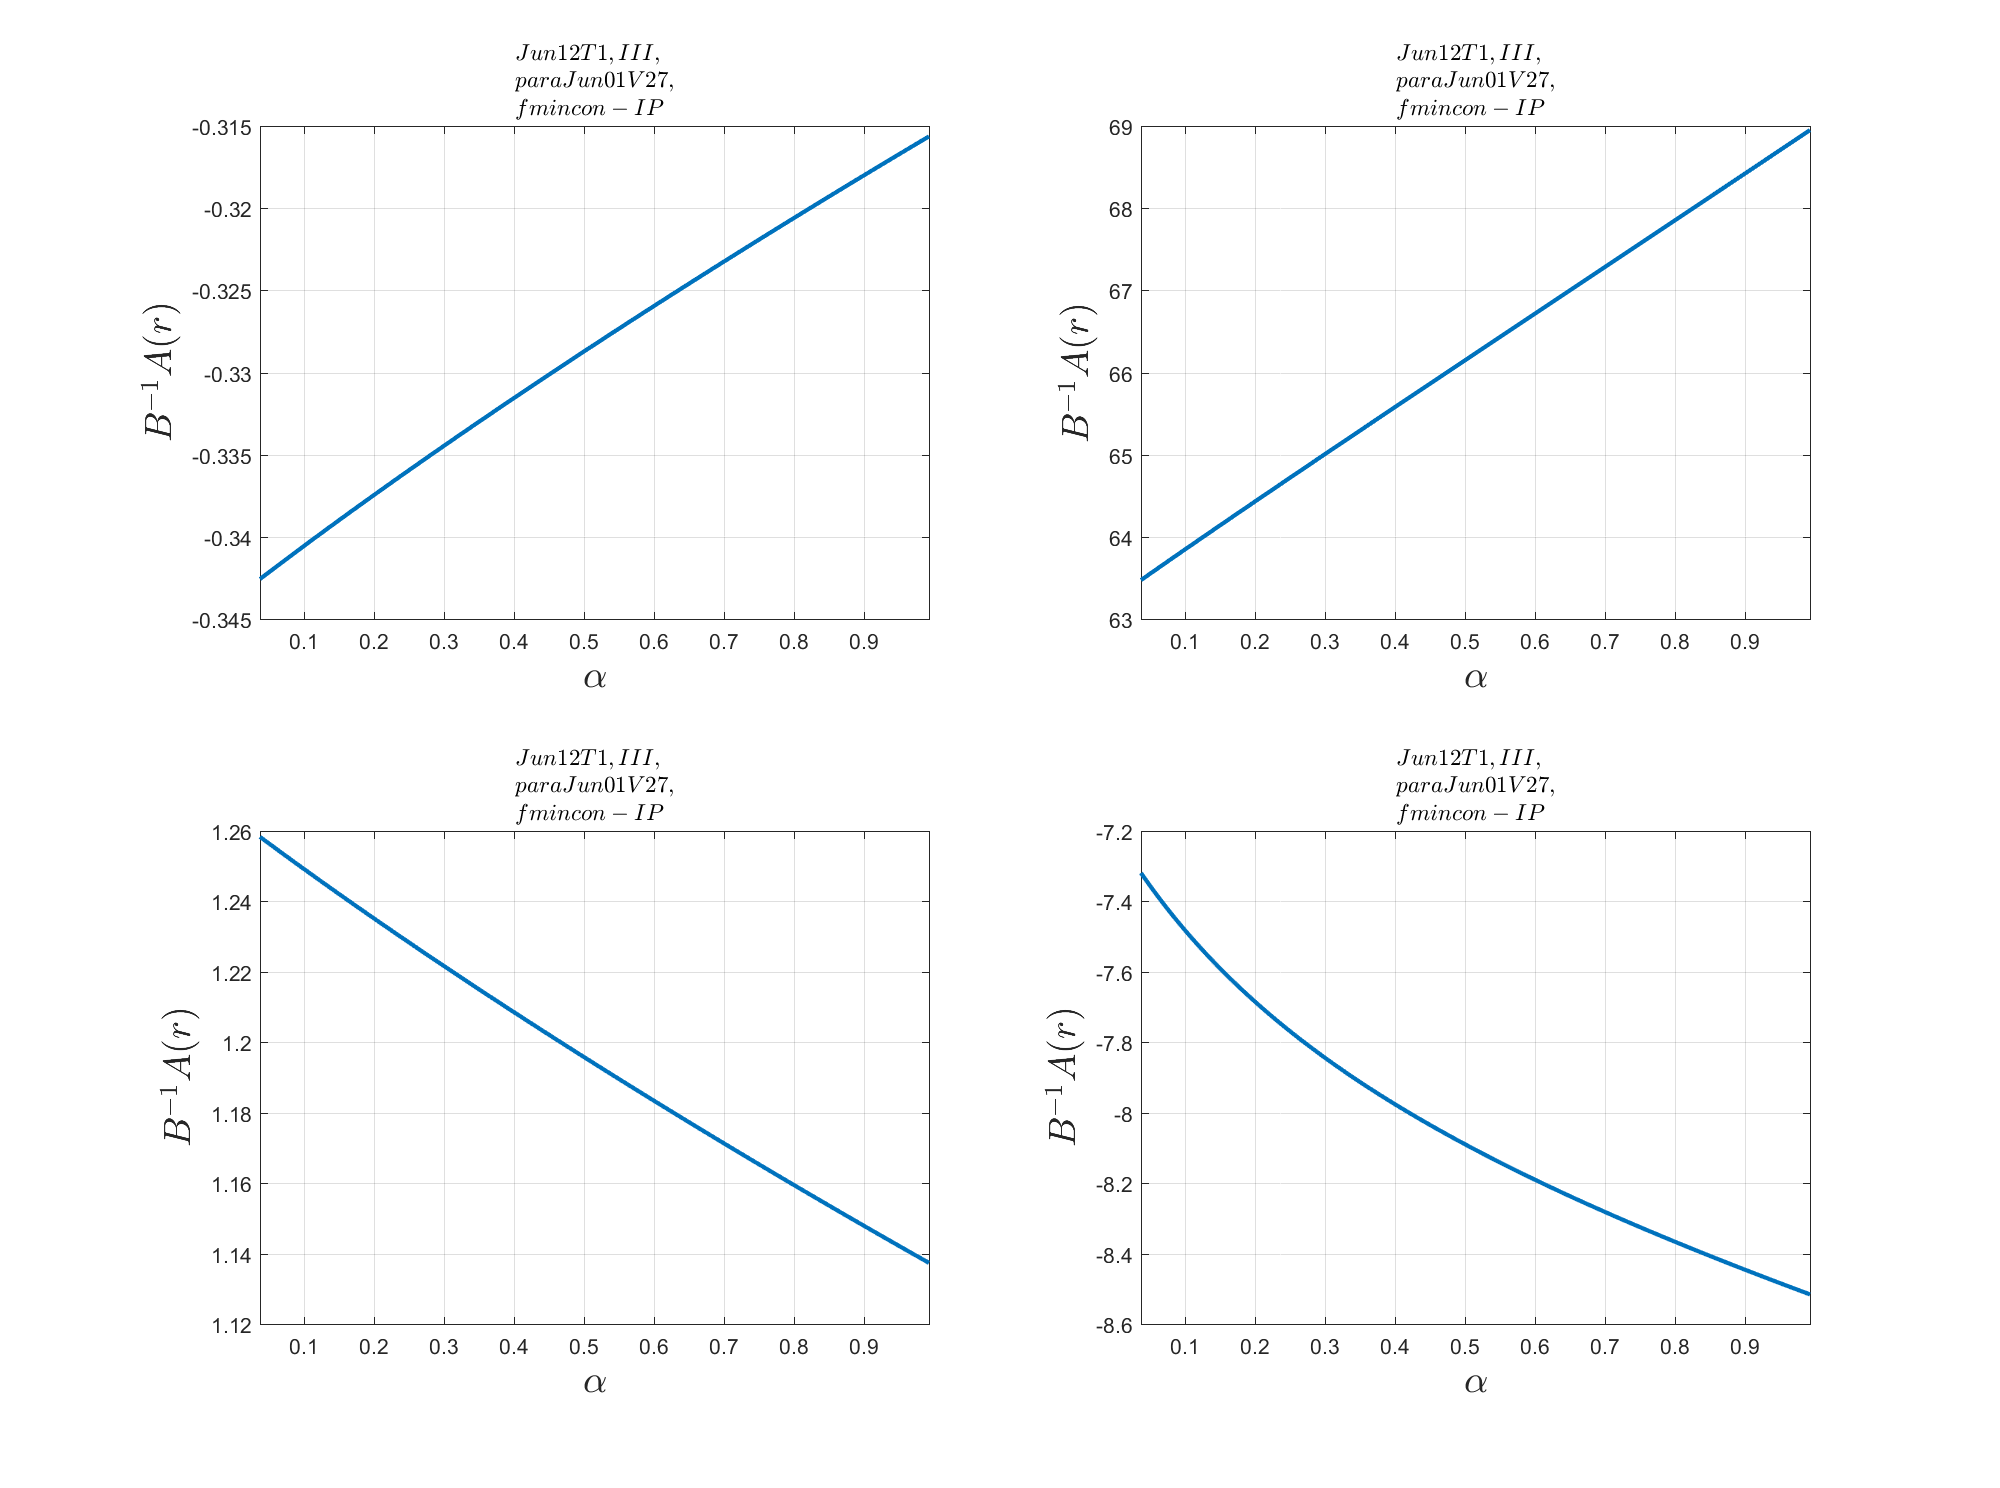 Jun12T1, III,
paraJun01V27,
fmincon − IP
-0.315
-0.32
-0.325
-0.33
-0.335
-0.34
-0.345
B⁻¹A(r)
0.1 0.2 0.3 0.4 0.5 0.6 0.7 0.8 0.9
α
Jun12T1, III,
paraJun01V27,
fmincon − IP
69
68
67
66
65
64
63
B⁻¹A(r)
0.1 0.2 0.3 0.4 0.5 0.6 0.7 0.8 0.9
α
Jun12T1, III,
paraJun01V27,
fmincon − IP
1.26
1.24
1.22
1.2
1.18
1.16
1.14
1.12
B⁻¹A(r)
0.1 0.2 0.3 0.4 0.5 0.6 0.7 0.8 0.9
α
Jun12T1, III,
paraJun01V27,
fmincon − IP
-7.2
-7.4
-7.6
-7.8
-8
-8.2
-8.4
-8.6
B⁻¹A(r)
0.1 0.2 0.3 0.4 0.5 0.6 0.7 0.8 0.9
α